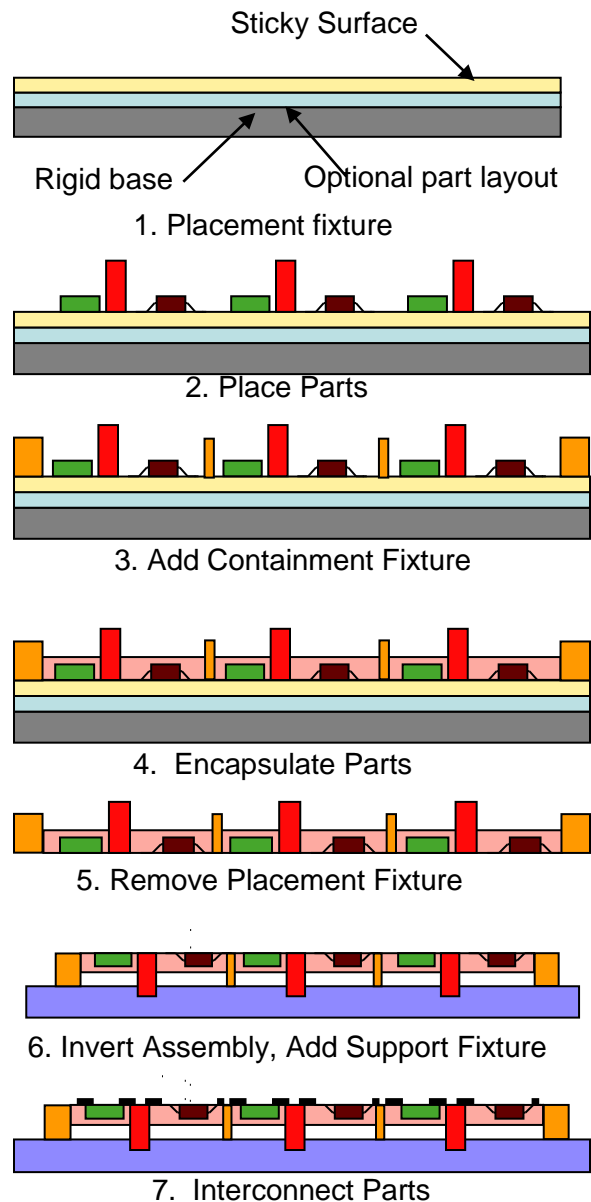 Sticky Surface
Rigid base
Optional part layout
1. Placement fixture
2. Place Parts
3. Add Containment Fixture
4. Encapsulate Parts
5. Remove Placement Fixture
6. Invert Assembly, Add Support Fixture
7. Interconnect Parts